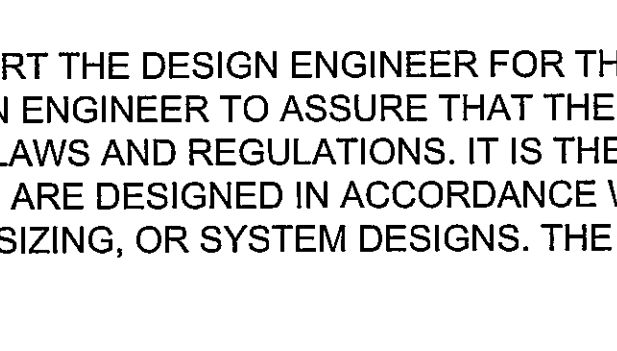 RT THE DESIGN ENGINEER FOR TH
N ENGINEER TO ASSURE THAT THE
LAWS AND REGULATIONS. IT IS THE
ARE DESIGNED IN ACCORDANCE
SIZING, OR SYSTEM DESIGNS. THE